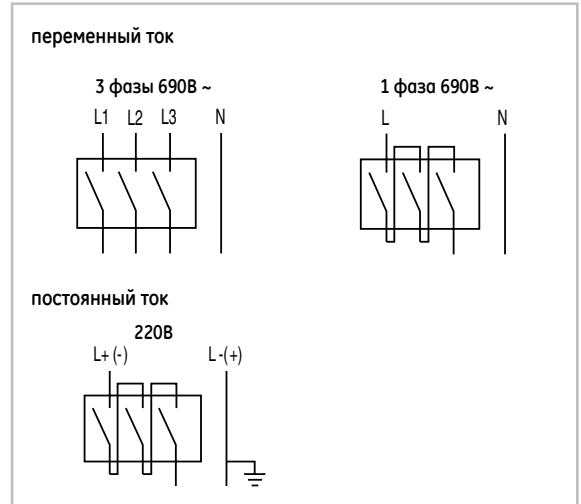 переменный ток
3 фазы 690В ~
1 фаза 690В ~
L1 L2 L3 N
L N
постоянный ток
220В
L+ (-) L -(+)